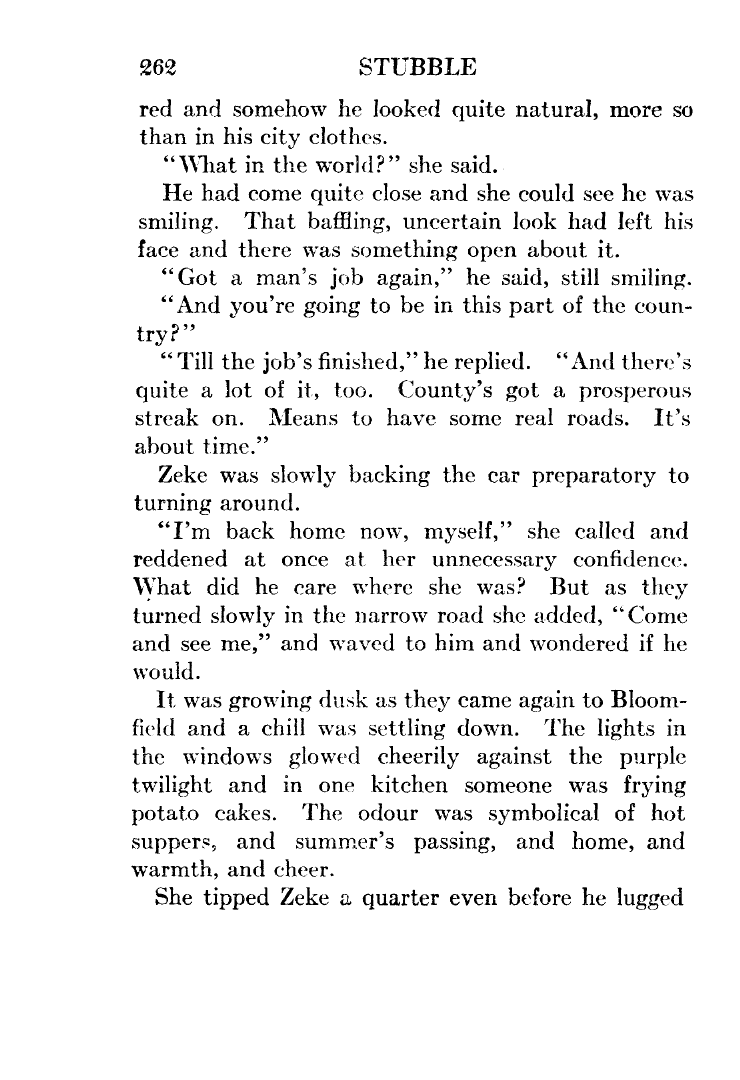 262 STUBBLE
red and somehow he looked quite natural, more so
than in his city clothes.
“What in the world?” she said.
He had come quite close and she could see he was
smiling. That baffling, uncertain look had left his
face and there was something open about it.
“Got a man’s job again,” he said, still smiling.
“And you’re going to be in this part of the coun-
try?”
“Till the job’s finished,” he replied. “And there’s
quite a lot of it, too. County’s got a prosperous
streak on. Means to have some real roads. It’s
about time.”
Zeke was slowly backing the car preparatory to
turning around.
“I’m back home now, myself,” she called and
reddened at once at her unnecessary confidence.
What did he care where she was? But as they
turned slowly in the narrow road she added, “Come
and see me,” and waved to him and wondered if he
would.
It was growing dusk as they came again to Bloom-
field and a chill was settling down. The lights in
the windows glowed cheerily against the purple
twilight and in one kitchen someone was frying
potato cakes. The odour was symbolical of hot
suppers, and summer’s passing, and home, and
warmth, and cheer.
She tipped Zeke a quarter even before he lugged